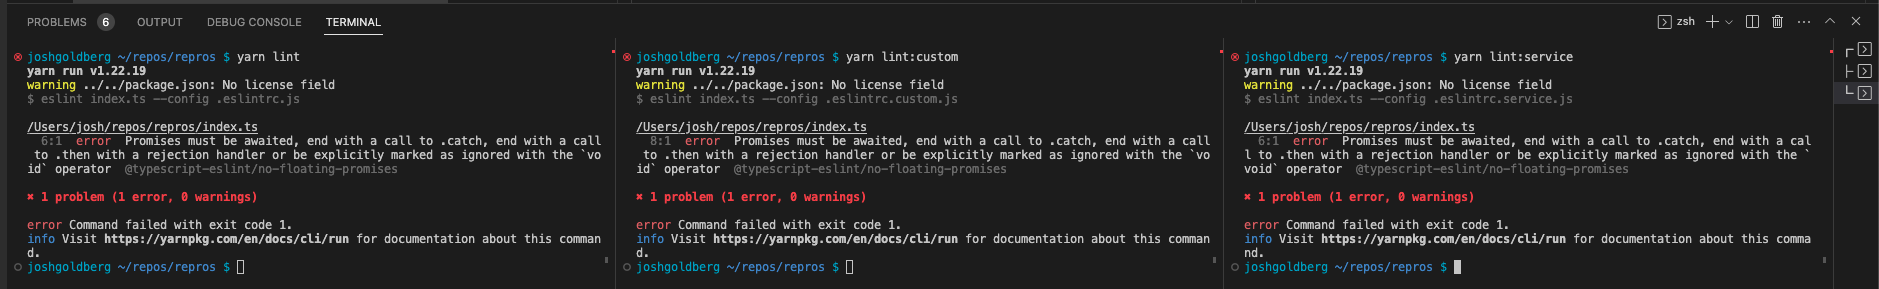 PROBLEMS 6 OUTPUT DEBUG CONSOLE TERMINAL zsh
joshgoldberg ~/repos/repros $ yarn lint
yarn run v1.22.19
warning ../../package.json: No license field
$ eslint index.ts --config .eslintrc.js
/Users/josh/repos/repros/index.ts
6:1 error Promises must be awaited, end with a call to .catch, end with a call
to .then with a rejection handler or be explicitly marked as ignored with the `vo
id` operator @typescript-eslint/no-floating-promises
✖ 1 problem (1 error, 0 warnings)
error Command failed with exit code 1.
info Visit https://yarnpkg.com/en/docs/cli/run for documentation about this comman
d.
joshgoldberg ~/repos/repros $
joshgoldberg ~/repos/repros $ yarn lint:custom
yarn run v1.22.19
warning ../../package.json: No license field
$ eslint index.ts --config .eslintrc.custom.js
/Users/josh/repos/repros/index.ts
8:1 error Promises must be awaited, end with a call to .catch, end with a call
to .then with a rejection handler or be explicitly marked as ignored with the `vo
id` operator @typescript-eslint/no-floating-promises
✖ 1 problem (1 error, 0 warnings)
error Command failed with exit code 1.
info Visit https://yarnpkg.com/en/docs/cli/run for documentation about this comman
d.
joshgoldberg ~/repos/repros $
joshgoldberg ~/repos/repros $ yarn lint:service
yarn run v1.22.19
warning ../../package.json: No license field
$ eslint index.ts --config .eslintrc.service.js
/Users/josh/repos/repros/index.ts
6:1 error Promises must be awaited, end with a call to .catch, end with a cal
l to .then with a rejection handler or be explicitly marked as ignored with the `
void` operator @typescript-eslint/no-floating-promises
✖ 1 problem (1 error, 0 warnings)
error Command failed with exit code 1.
info Visit https://yarnpkg.com/en/docs/cli/run for documentation about this comma
nd.
joshgoldberg ~/repos/repros $